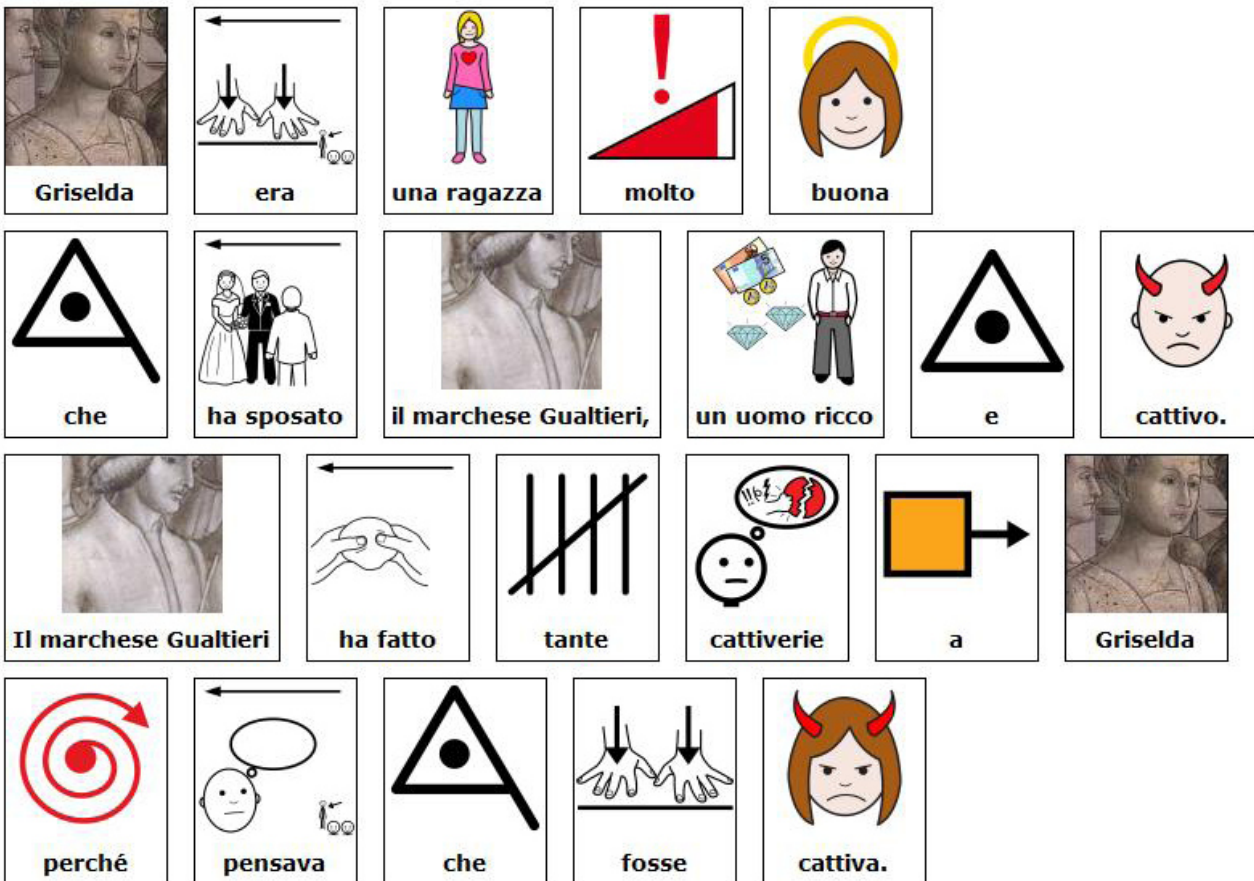 Griselda era una ragazza molto buona
che ha sposato il marchese Gualtieri, un uomo ricco e cattivo.
Il marchese Gualtieri ha fatto tante cattiverie a Griselda
perché pensava che fosse cattiva.